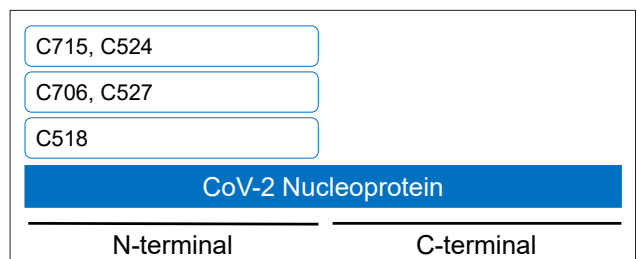 C715, C524
C706, C527
C518
CoV-2 Nucleoprotein
N-terminal C-terminal